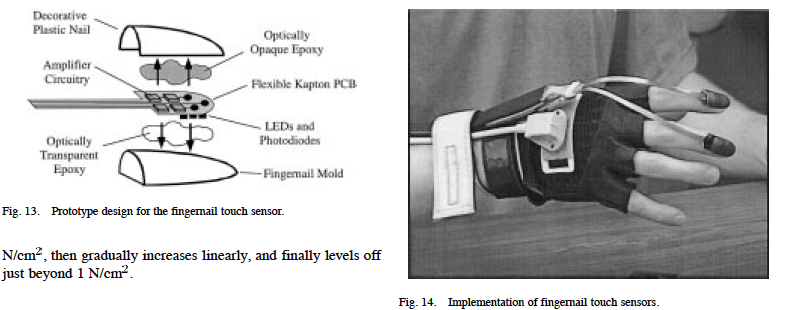 Decorative
Plastic Nail
Optically
Opaque Epoxy
Amplifier
Circuitry
Flexible Kapton PCB
LEDs and
Photodiodes
Optically
Transparent
Epoxy
Fingernail Mold
Fig. 13. Prototype design for the fingernail touch sensor.
N/cm², then gradually increases linearly, and finally levels off
just beyond 1 N/cm².
Fig. 14. Implementation of fingernail touch sensors.